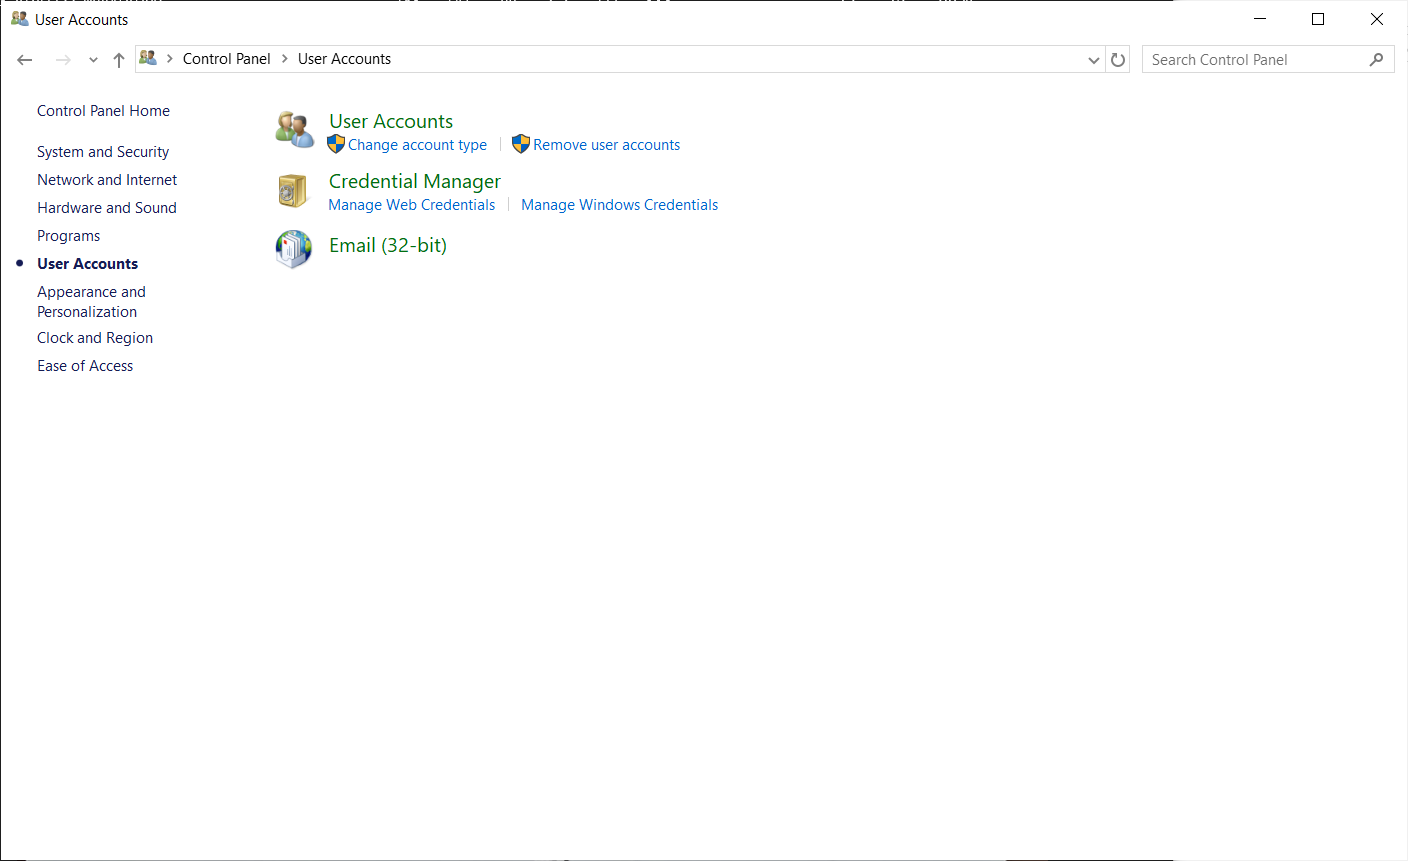 User Accounts
Control Panel
User Accounts
Search Control Panel
Control Panel Home
System and Security
Network and Internet
Hardware and Sound
Programs
User Accounts
Appearance and
Personalization
Clock and Region
Ease of Access
User Accounts
Change account type
Remove user accounts
Credential Manager
Manage Web Credentials
Manage Windows Credentials
Email (32-bit)